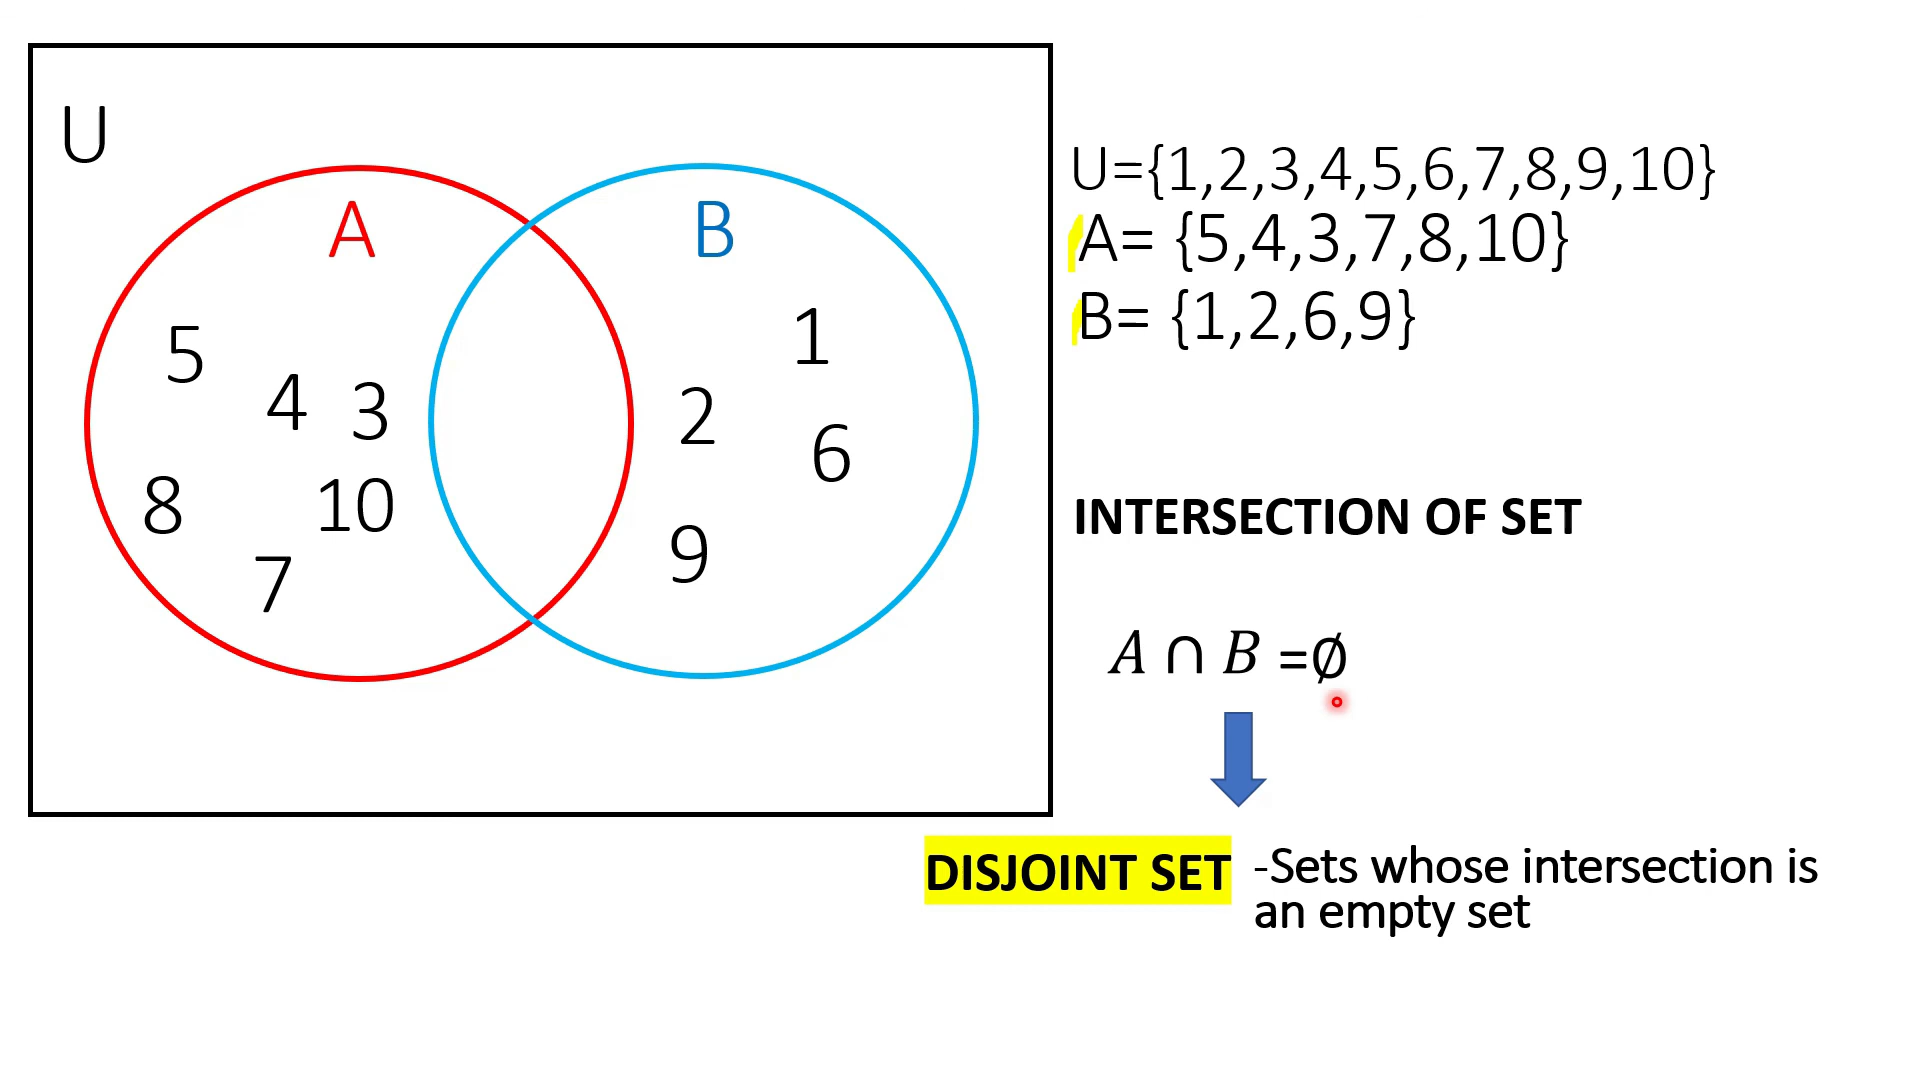 U
A
B
5
4
3
8
10
7
1
2
6
9
U={1,2,3,4,5,6,7,8,9,10}
A= {5,4,3,7,8,10}
B= {1,2,6,9}
INTERSECTION OF SET
A ∩ B =∅
DISJOINT SET -Sets whose intersection is
an empty set